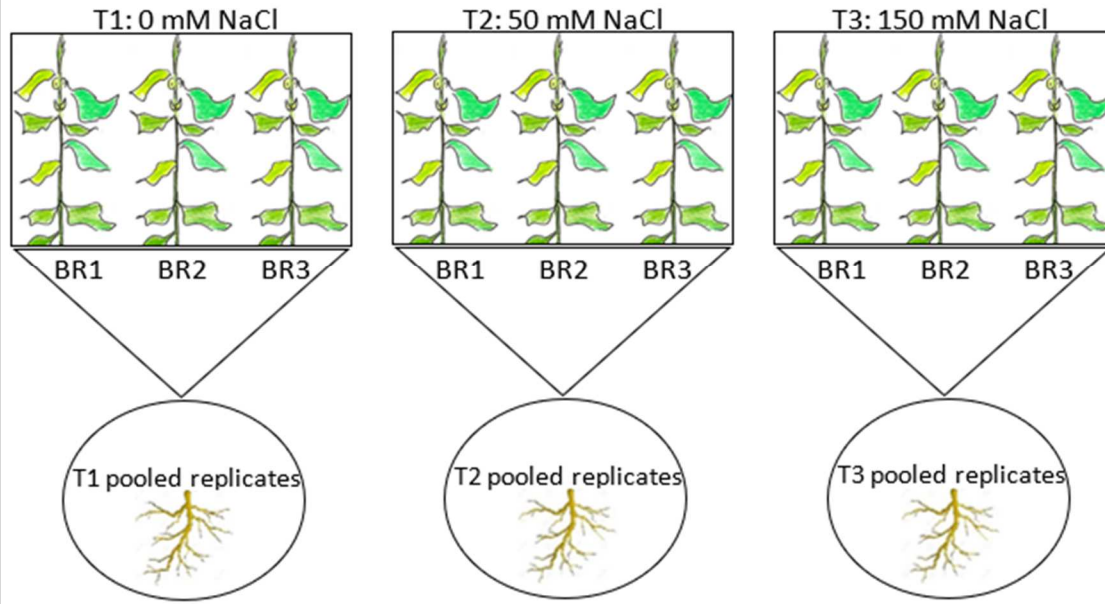 T1: 0 mM NaCl
T2: 50 mM NaCl
T3: 150 mM NaCl
BR1 BR2 BR3
BR1 BR2 BR3
BR1 BR2 BR3
T1 pooled replicates
T2 pooled replicates
T3 pooled replicates